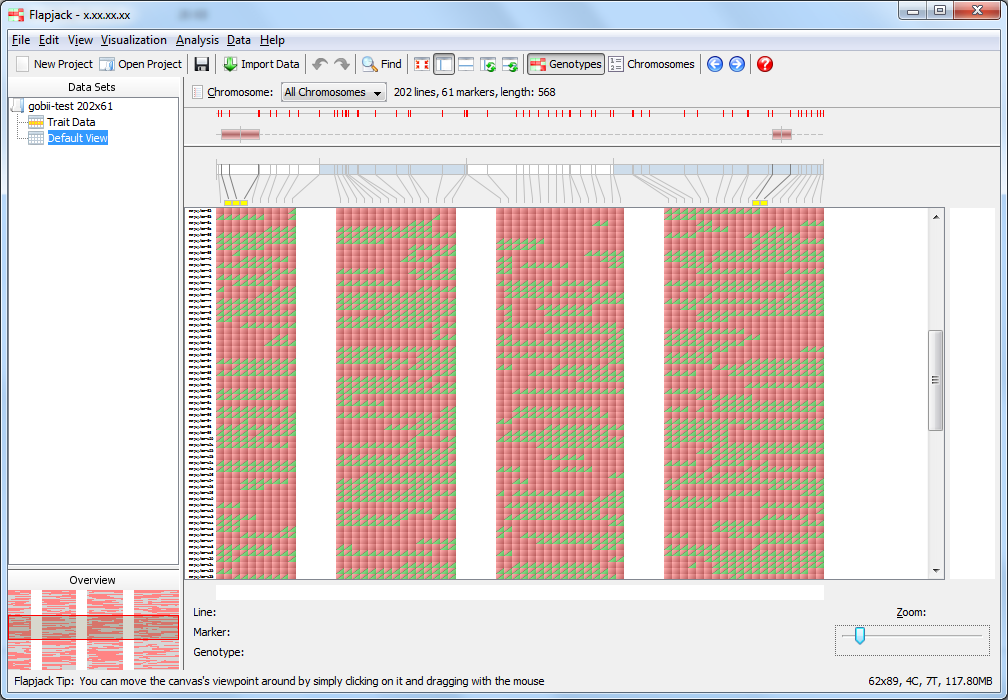 Flapjack - x.xx.xx.xx
File Edit View Visualization Analysis Data Help
New Project Open Project Import Data Find Genotypes Chromosomes
Data Sets
gobii-test 202x61
Trait Data
Default View
Chromosome: All Chromosomes 202 lines, 61 markers, length: 568
Overview
Line:
Marker:
Genotype:
Zoom:
Flapjack Tip: You can move the canvas's viewpoint around by simply clicking on it and dragging with the mouse
62x89, 4C, 7T, 117.80MB